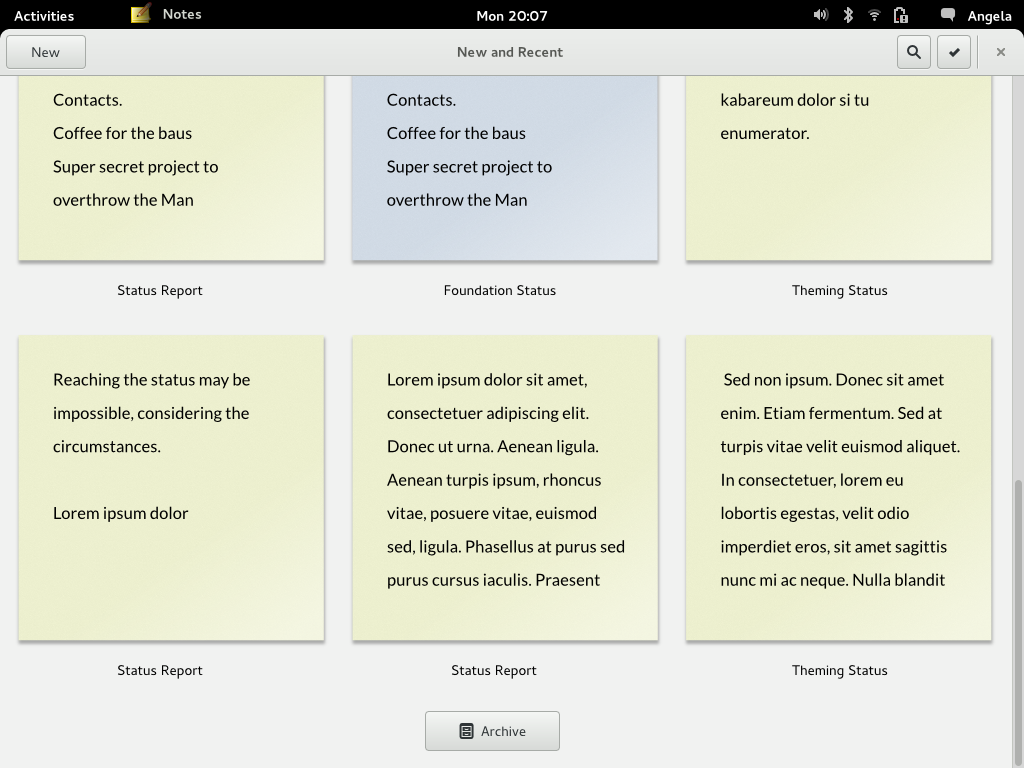 Activities Notes Mon 20:07 Angela
New New and Recent
Contacts.
Coffee for the baus
Super secret project to
overthrow the Man
Status Report
Contacts.
Coffee for the baus
Super secret project to
overthrow the Man
Foundation Status
kabareum dolor si tu
enumerator.
Theming Status
Reaching the status may be
impossible, considering the
circumstances.
Lorem ipsum dolor
Status Report
Lorem ipsum dolor sit amet,
consectetuer adipiscing elit.
Donec ut urna. Aenean ligula.
Aenean turpis ipsum, rhoncus
vitae, posuere vitae, euismod
sed, ligula. Phasellus at purus sed
purus cursus iaculis. Praesent
Status Report
Sed non ipsum. Donec sit amet
enim. Etiam fermentum. Sed at
turpis vitae velit euismod aliquet.
In consectetuer, lorem eu
lobortis egestas, velit odio
imperdiet eros, sit amet sagittis
nunc mi ac neque. Nulla blandit
Theming Status
Archive